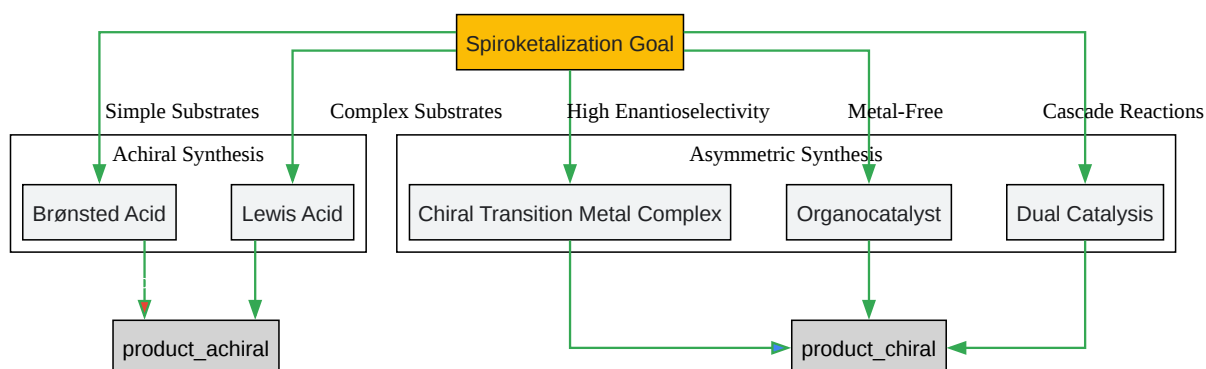 Spiroketalization Goal
Simple Substrates
Complex Substrates
High Enantioselectivity
Metal-Free
Cascade Reactions
Achiral Synthesis
Asymmetric Synthesis
Brønsted Acid
Lewis Acid
Chiral Transition Metal Complex
Organocatalyst
Dual Catalysis
product_achiral
product_chiral